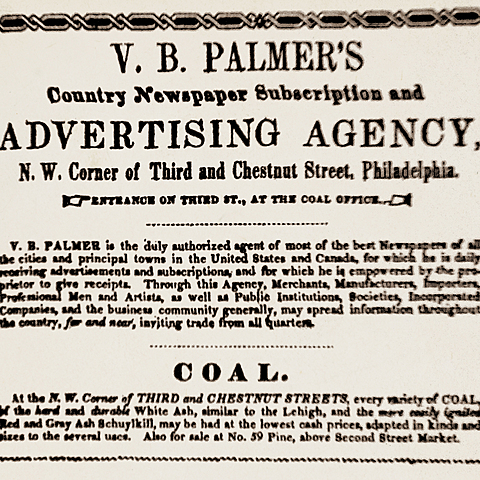 V. B. PALMER'S
Country Newspaper Subscription and
ADVERTISING AGENCY,
N. W. Corner of Third and Chestnut Street, Philadelphia.
ENTRANCE ON THIRD ST., AT THE COAL OFFICE.
V. B. PALMER is the duly authorized agent of most of the best Newspapers of all
the cities and principal towns in the United States and Canada, for which he is daily
receiving advertisements and subscriptions, and for which he is empowered by the pro-
prietor to give receipts. Through this Agency, Merchants, Manufacturers, Importers,
Professional Men and Artists, as well as Public Institutions, Societies, Incorporated
Companies, and the business community generally, may spread information throughout
the country, far and near, inviting trade from all quarters.
COAL.
At the N. W. Corner of THIRD and CHESTNUT STREETS, every variety of COAL,
of the hard and durable White Ash, similar to the Lehigh, and the more easily ignited
Red and Gray Ash Schuylkill, may be had at the lowest cash prices, adapted in kinds and
sizes to the several uses. Also for sale at No. 59 Pine, above Second Street Market.